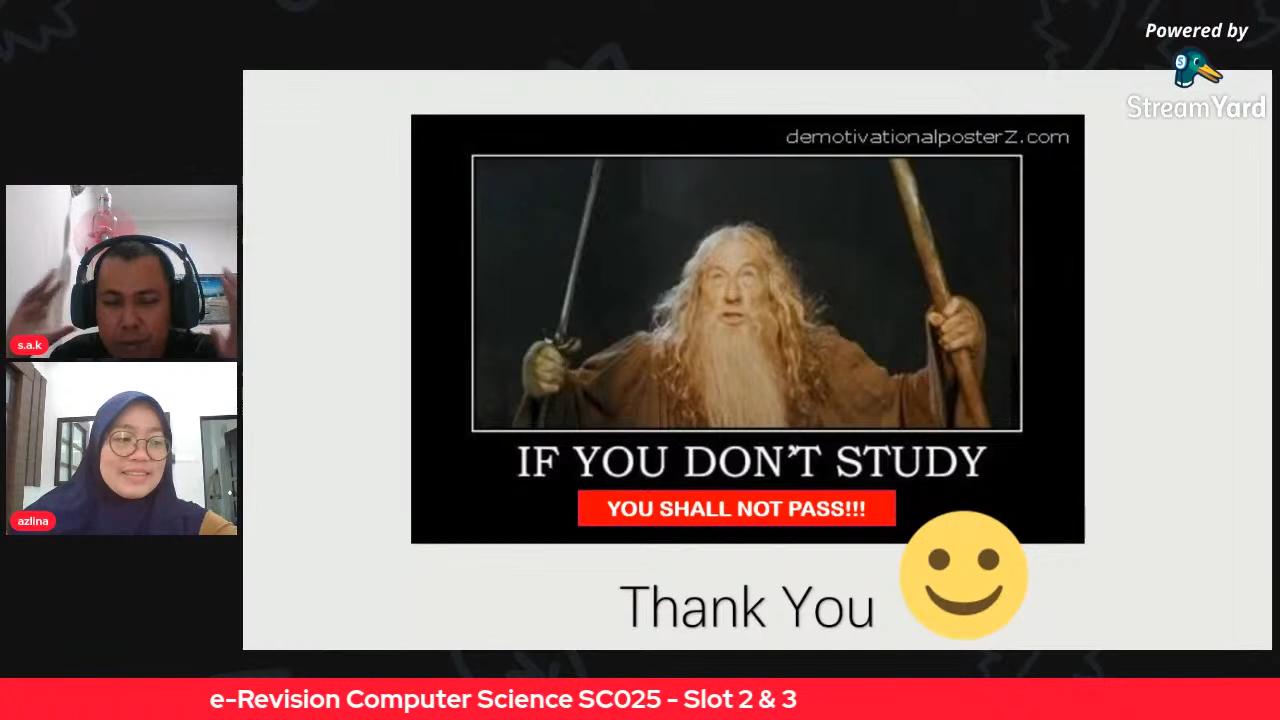 Powered by
StreamYard
demotivationalposterZ.com
IF YOU DON'T STUDY
YOU SHALL NOT PASS!!!
Thank You
s.a.k
azlina
e-Revision Computer Science SC025 - Slot 2 & 3